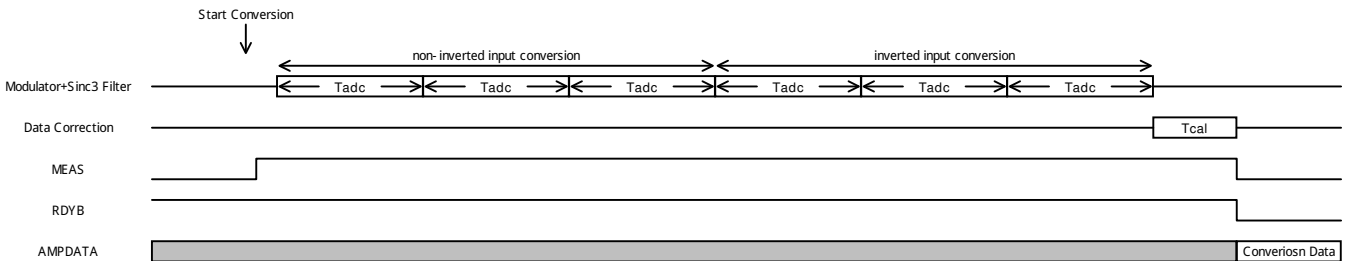 Start Conversion
non-inverted input conversion
inverted input conversion
Modulator+Sinc3 Filter
Tadc
Tadc
Tadc
Tadc
Tadc
Tadc
Data Correction
Tcal
MEAS
RDYB
AMPDATA
Converiosn Data